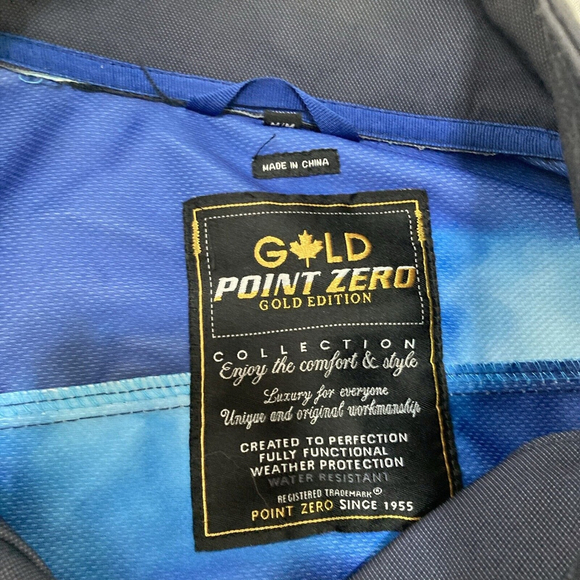 M/M
MADE IN CHINA
G LD
POINT ZERO
GOLD EDITION
COLLECTION
Enjoy the comfort & style
Luxury for everyone
Unique and original workmanship
CREATED TO PERFECTION
FULLY FUNCTIONAL
WEATHER PROTECTION
WATER RESISTANT
REGISTERED TRADEMARK®
POINT ZERO SINCE 1955